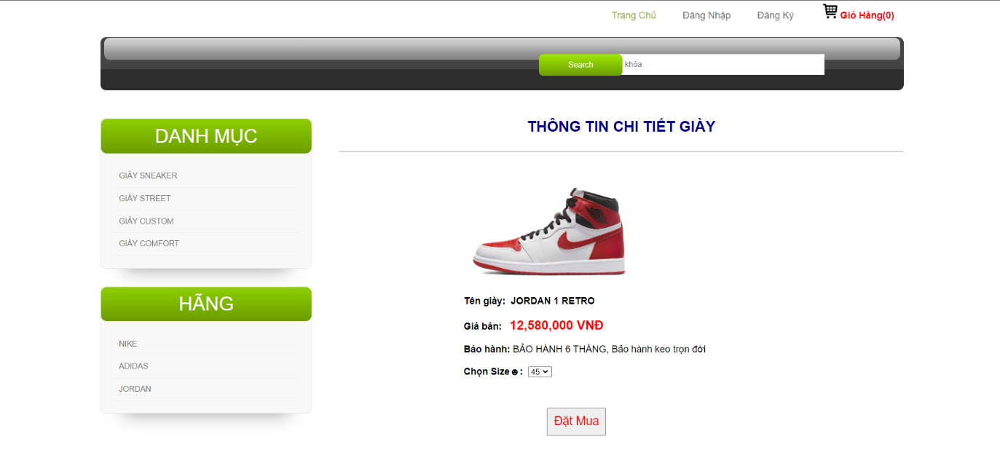 Trang Chủ Đăng Nhập Đăng Ký Giỏ Hàng(0)
Search khóa
DANH MỤC
GIÀY SNEAKER
GIÀY STREET
GIÀY CUSTOM
GIÀY COMFORT
HÃNG
NIKE
ADIDAS
JORDAN
THÔNG TIN CHI TIẾT GIÀY
Tên giày: JORDAN 1 RETRO
Giá bán: 12,580,000 VNĐ
Bảo hành: BẢO HÀNH 6 THÁNG, Bảo hành keo trọn đời
Chọn Size☻: 45
Đặt Mua